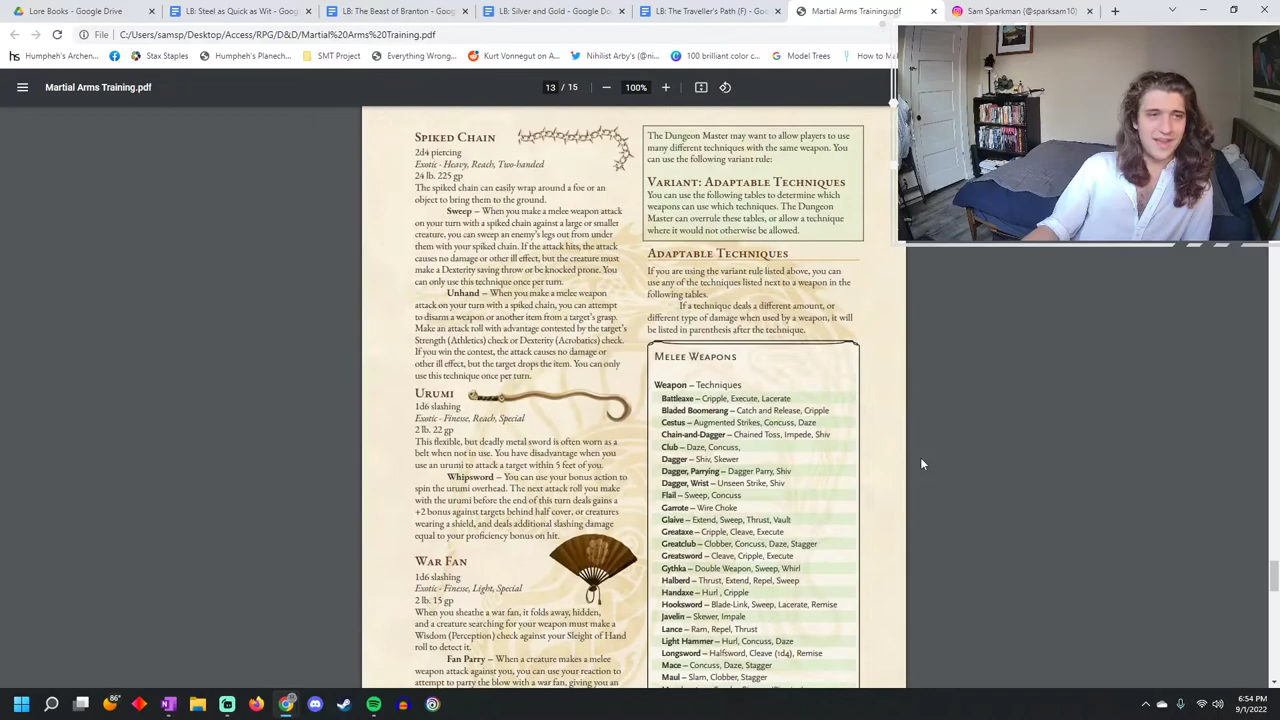 Lore Books
LB: Steel as Quick as Wit - Goog
LB: The Beast of Branton - Goog
LB: Silver and Gold - Google Do
LB: The Traveller's Path (F) - Goo
Martial Arms Training.pdf
Sam Sparkman (@sparksam10)
File
Humpheh's Archen...
Stax Staples
Humpheh's Planech...
SMT Project
Everything Wrong...
Kurt Vonnegut on A...
Nihilist Arby's (@ni...
100 brilliant color c...
Model Trees
How to Ma
Martial Arms Training.pdf
13 / 15
100%
SPIKED CHAIN
2d4 piercing
Exotic - Heavy, Reach, Two-handed
24 lb. 225 gp
The spiked chain can easily wrap around a foe or an
object to bring them to the ground.
Sweep – When you make a melee weapon attack
on your turn with a spiked chain against a large or smaller
creature, you can sweep an enemy's legs out from under
them with your spiked chain. If the attack hits, the attack
causes no damage or other ill effect, but the creature must
make a Dexterity saving throw or be knocked prone. You
can only use this technique once per turn.
Unhand – When you make a melee weapon
attack on your turn with a spiked chain, you can attempt
to disarm a weapon or another item from a target's grasp.
Make an attack roll with advantage contested by the target's
Strength (Athletics) check or Dexterity (Acrobatics) check.
If you win the contest, the attack causes no damage or
other ill effect, but the target drops the item. You can only
use this technique once per turn.
URUMI
1d6 slashing
Exotic - Finesse, Reach, Special
2 lb. 22 gp
This flexible, but deadly metal sword is often worn as a
belt when not in use. You have disadvantage when you
use an urumi to attack a target within 5 feet of you.
Whipsword – You can use your bonus action to
spin the urumi overhead. The next attack roll you make
with the urumi before the end of this turn deals gains a
+2 bonus against targets behind half cover, or creatures
wearing a shield, and deals additional slashing damage
equal to your proficiency bonus on hit.
WAR FAN
1d6 slashing
Exotic - Finesse, Light, Special
2 lb. 15 gp
When you sheathe a war fan, it folds away, hidden,
and a creature searching for your weapon must make a
Wisdom (Perception) check against your Sleight of Hand
roll to detect it.
Fan Parry – When a creature makes a melee
weapon attack against you, you can use your reaction to
attempt to party the blow with a war fan, giving you an
The Dungeon Master may want to allow players to use
many different techniques with the same weapon. You
can use the following variant rule:
VARIANT: ADAPTABLE TECHNIQUES
You can use the following tables to determine which
weapons can use which techniques. The Dungeon
Master can overrule these tables, or allow a technique
where it would not otherwise be allowed.
ADAPTABLE TECHNIQUES
If you are using the variant rule listed above, you can
use any of the techniques listed next to a weapon in the
following tables.
If a technique deals a different amount, or
different type of damage when used by a weapon, it will
be listed in parenthesis after the technique.
MELEE WEAPONS
Weapon – Techniques
Battleaxe – Cripple, Execute, Lacerate
Bladed Boomerang – Catch and Release, Cripple
Cestus – Augmented Strikes, Concuss, Daze
Chain-and-Dagger – Chained Toss, Impede, Shiv
Club – Daze, Concuss,
Dagger – Shiv, Skewer
Dagger, Parrying – Dagger Parry, Shiv
Dagger, Wrist – Unseen Strike, Shiv
Flail – Sweep, Concuss
Garrote – Wire Choke
Glaive – Extend, Sweep, Thrust, Vault
Greataxe – Cripple, Cleave, Execute
Greatclub – Clobber, Concuss, Daze, Stagger
Greatsword – Cleave, Cripple, Execute
Gythka – Double Weapon, Sweep, Whirl
Halberd – Thrust, Extend, Repel, Sweep
Handaxe – Hurl , Cripple
Hooksword – Blade-Link, Sweep, Lacerate, Remise
Javelin – Skewer, Impale
Lance – Ram, Repel, Thrust
Light Hammer – Hurl, Concuss, Daze
Longsword – Halfsword, Cleave (1d4), Remise
Mace – Concuss, Daze, Stagger
Maul – Slam, Clobber, Stagger
86°
6:54 PM
9/1/2022